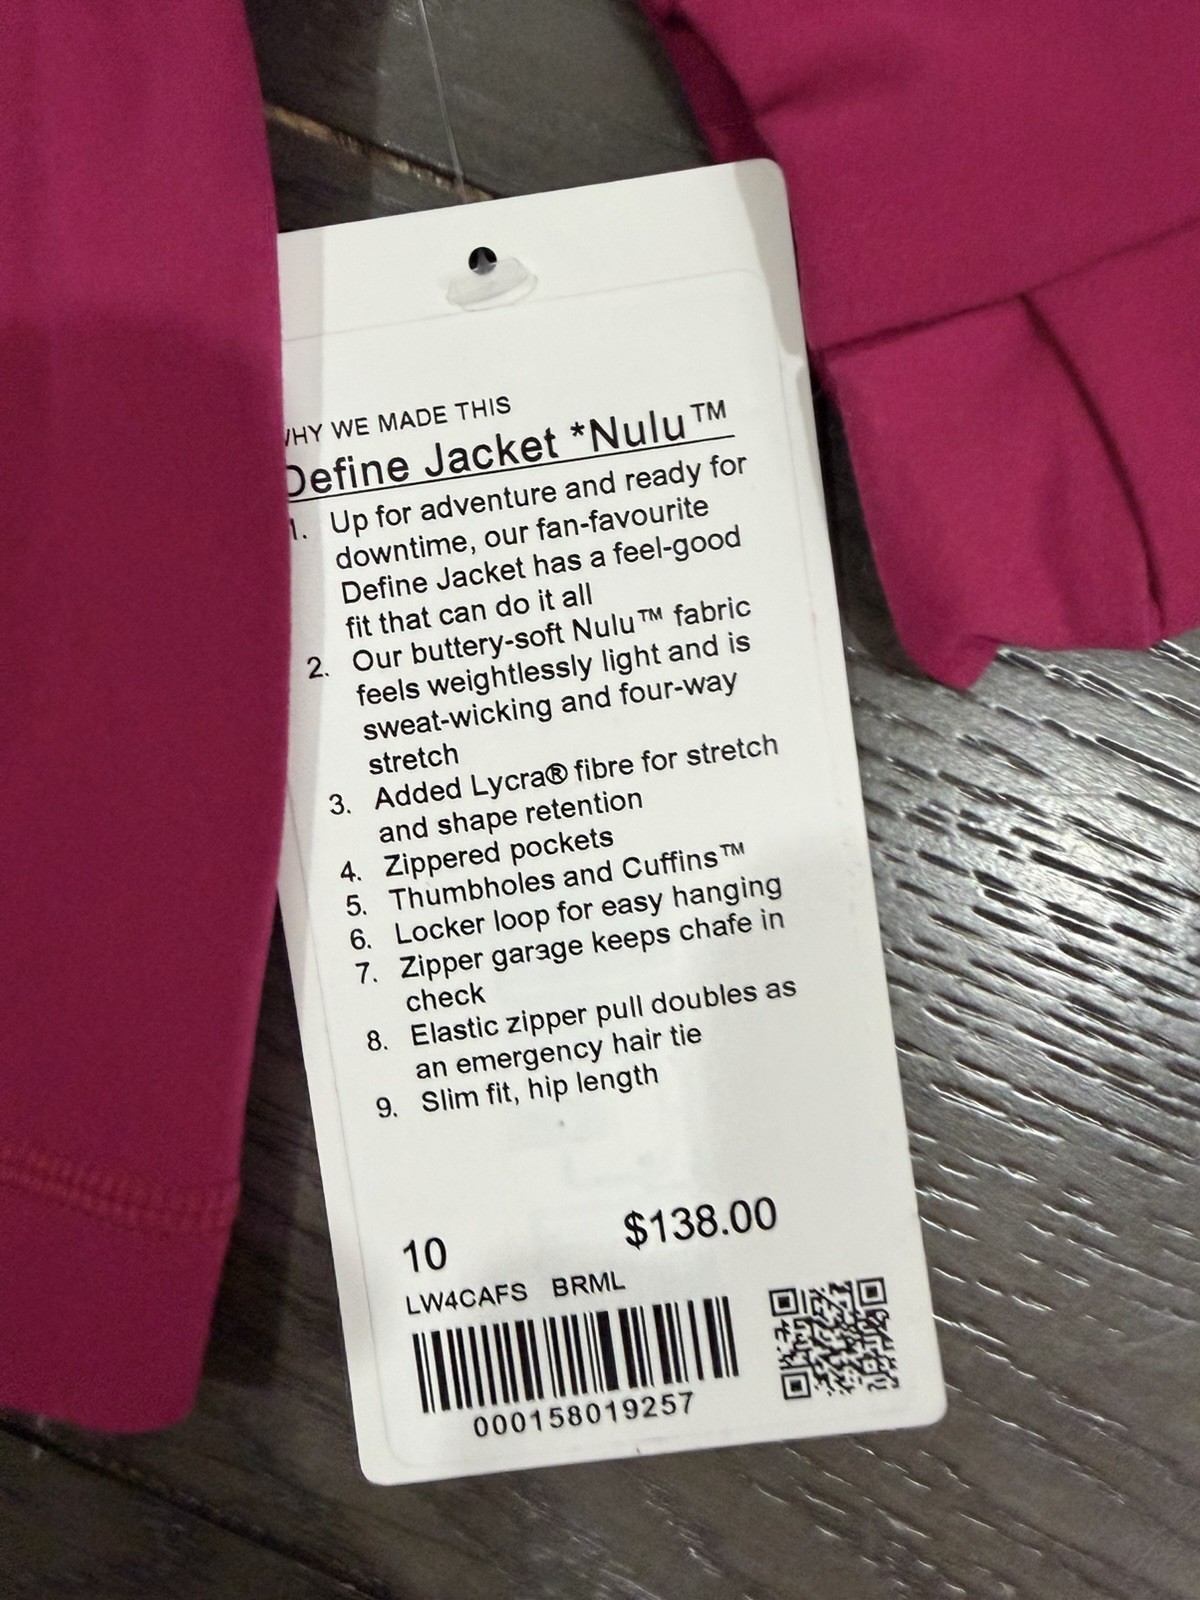 WHY WE MADE THIS
Define Jacket *Nulu™
1. Up for adventure and ready for
downtime, our fan-favourite
Define Jacket has a feel-good
fit that can do it all
2. Our buttery-soft Nulu™ fabric
feels weightlessly light and is
sweat-wicking and four-way
stretch
3. Added Lycra® fibre for stretch
and shape retention
4. Zippered pockets
5. Thumbholes and Cuffins™
6. Locker loop for easy hanging
7. Zipper garage keeps chafe in
check
8. Elastic zipper pull doubles as
an emergency hair tie
9. Slim fit, hip length
10 $138.00
LW4CAFS BRML
000158019257